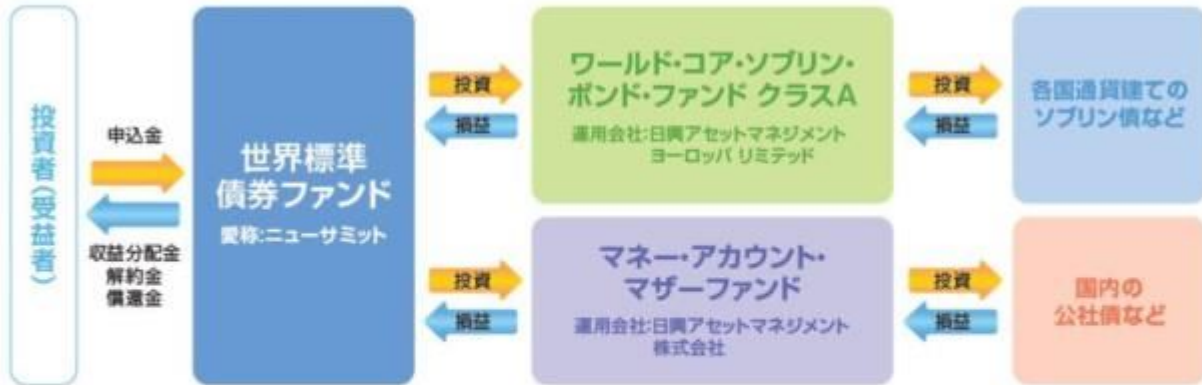 投資者(受益者)
申込金
収益分配金
解約金
償還金
世界標準
債券ファンド
愛称:ニューサミット
投資
損益
ワールド・コア・ソブリン・
ボンド・ファンド クラスA
運用会社:日興アセットマネジメント
ヨーロッパ リミテッド
投資
損益
各国通貨建ての
ソブリン債など
投資
損益
マネー・アカウント・
マザーファンド
運用会社:日興アセットマネジメント
株式会社
投資
損益
国内の
公社債など